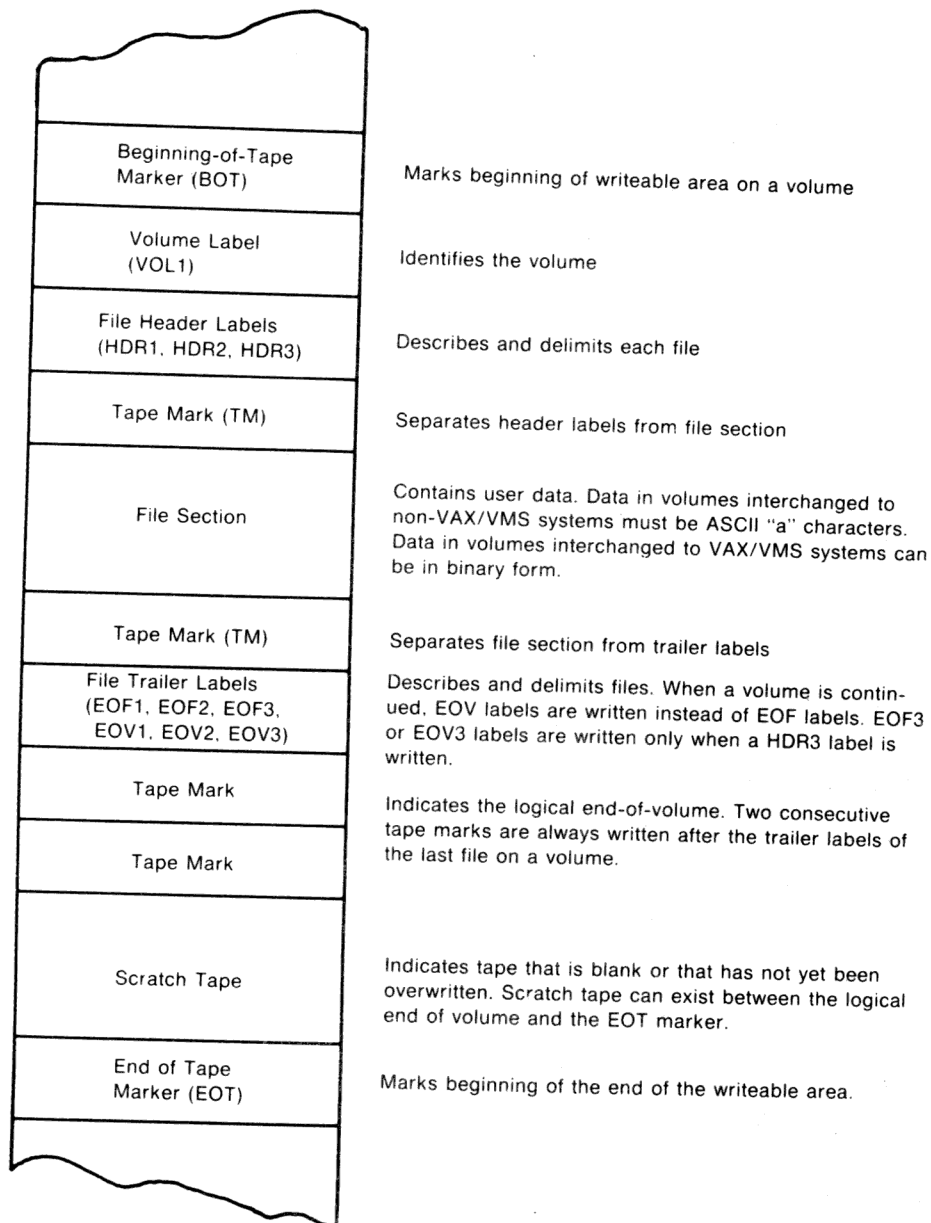 Beginning-of-Tape
Marker (BOT)
Marks beginning of writeable area on a volume
Volume Label
(VOL1)
Identifies the volume
File Header Labels
(HDR1, HDR2, HDR3)
Describes and delimits each file
Tape Mark (TM)
Separates header labels from file section
File Section
Contains user data. Data in volumes interchanged to
non-VAX/VMS systems must be ASCII "a" characters.
Data in volumes interchanged to VAX/VMS systems can
be in binary form.
Tape Mark (TM)
Separates file section from trailer labels
File Trailer Labels
(EOF1, EOF2, EOF3,
EOV1, EOV2, EOV3)
Describes and delimits files. When a volume is contin-
ued, EOV labels are written instead of EOF labels. EOF3
or EOV3 labels are written only when a HDR3 label is
written.
Tape Mark
Tape Mark
Indicates the logical end-of-volume. Two consecutive
tape marks are always written after the trailer labels of
the last file on a volume.
Scratch Tape
Indicates tape that is blank or that has not yet been
overwritten. Scratch tape can exist between the logical
end of volume and the EOT marker.
End of Tape
Marker (EOT)
Marks beginning of the end of the writeable area.